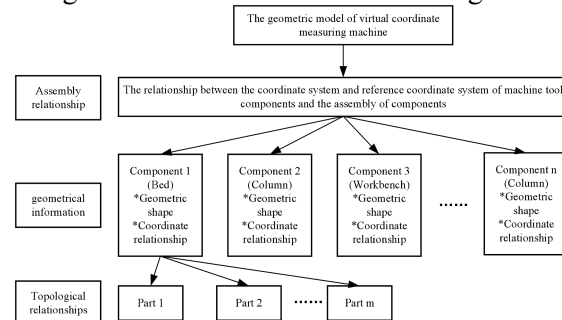 The geometric model of virtual coordinate
measuring machine
Assembly
relationship
The relationship between the coordinate system and reference coordinate system of machine tool
components and the assembly of components
geometrical
information
Component 1
(Bed)
*Geometric
shape
*Coordinate
relationship
Component 2
(Column)
*Geometric
shape
*Coordinate
relationship
Component 3
(Workbench)
*Geometric
shape
*Coordinate
relationship
......
Component n
(Column)
*Geometric
shape
*Coordinate
relationship
Topological
relationships
Part 1
Part 2
......
Part m